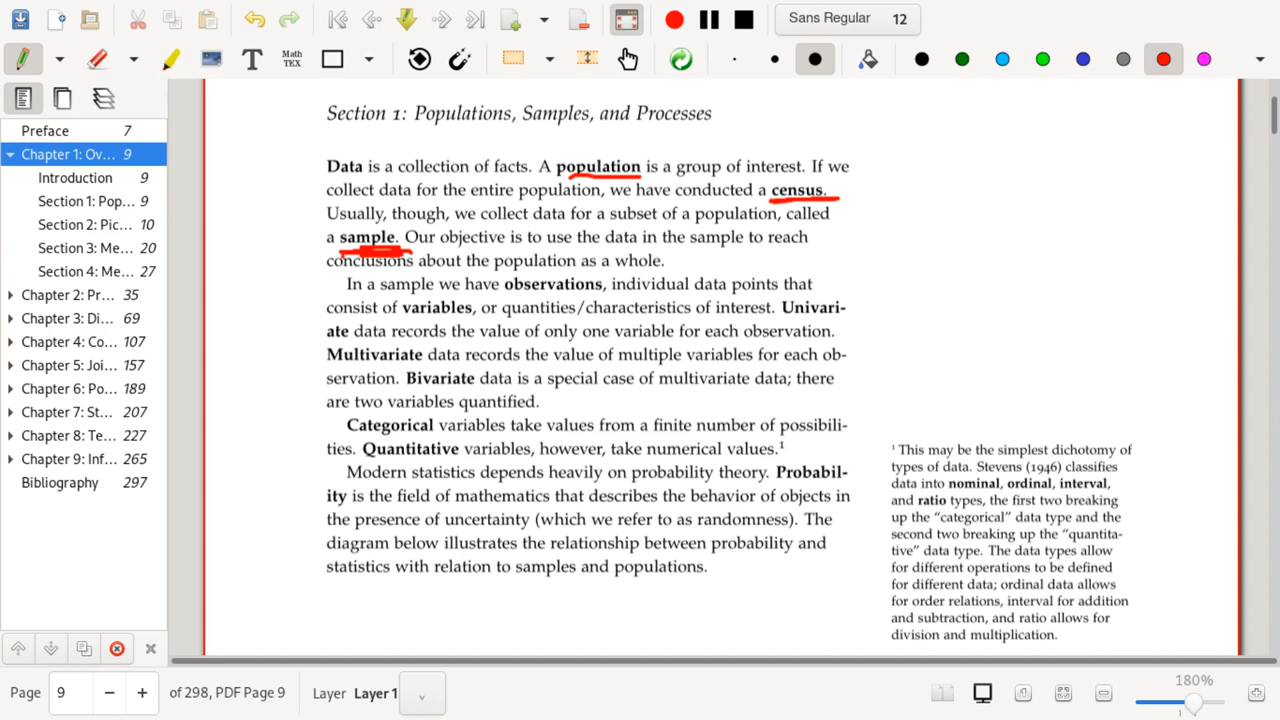 Sans Regular 12
Math
TEX
T
Preface 7
Chapter 1: Ov... 9
Introduction 9
Section 1: Pop... 9
Section 2: Pic... 10
Section 3: Me... 20
Section 4: Me... 27
Chapter 2: Pr... 35
Chapter 3: Di... 69
Chapter 4: Co... 107
Chapter 5: Joi... 157
Chapter 6: Po... 189
Chapter 7: St... 207
Chapter 8: Te... 227
Chapter 9: Inf... 265
Bibliography 297
Section 1: Populations, Samples, and Processes
Data is a collection of facts. A population is a group of interest. If we
collect data for the entire population, we have conducted a census.
Usually, though, we collect data for a subset of a population, called
a sample. Our objective is to use the data in the sample to reach
conclusions about the population as a whole.
In a sample we have observations, individual data points that
consist of variables, or quantities/characteristics of interest. Univari-
ate data records the value of only one variable for each observation.
Multivariate data records the value of multiple variables for each ob-
servation. Bivariate data is a special case of multivariate data; there
are two variables quantified.
Categorical variables take values from a finite number of possibili-
ties. Quantitative variables, however, take numerical values.¹
Modern statistics depends heavily on probability theory. Probabil-
ity is the field of mathematics that describes the behavior of objects in
the presence of uncertainty (which we refer to as randomness). The
diagram below illustrates the relationship between probability and
statistics with relation to samples and populations.
¹ This may be the simplest dichotomy of
types of data. Stevens (1946) classifies
data into nominal, ordinal, interval,
and ratio types, the first two breaking
up the “categorical” data type and the
second two breaking up the “quantita-
tive” data type. The data types allow
for different operations to be defined
for different data; ordinal data allows
for order relations, interval for addition
and subtraction, and ratio allows for
division and multiplication.
Page 9 of 298, PDF Page 9 Layer Layer 1
180%